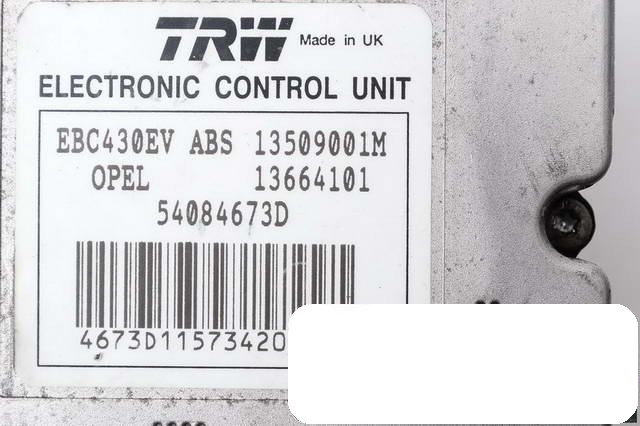 TRW Made in UK
ELECTRONIC CONTROL UNIT
EBC430EV ABS 13509001M
OPEL 13664101
54084673D
4673D11573420